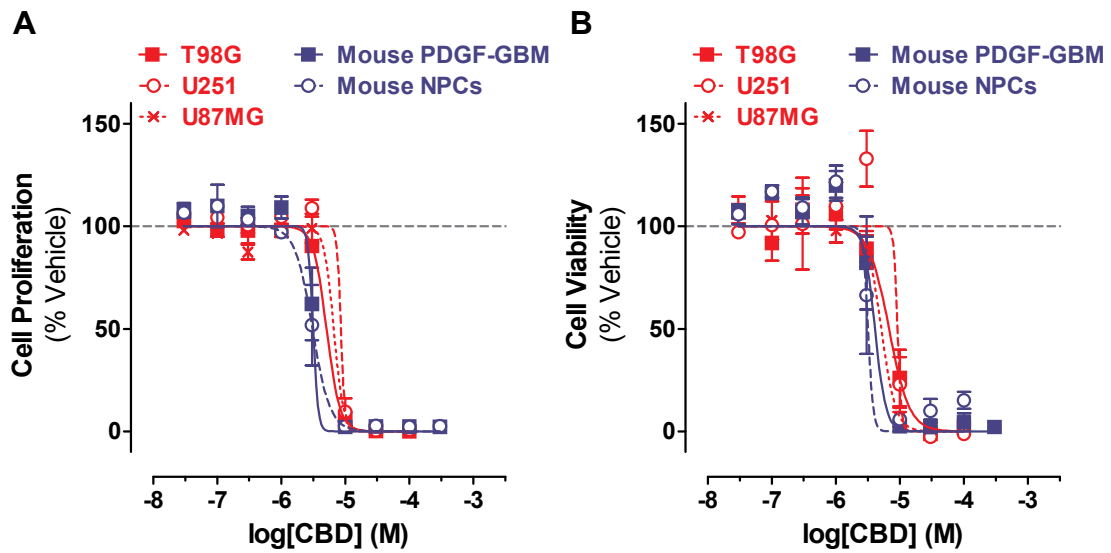 A
T98G
U251
U87MG
Mouse PDGF-GBM
Mouse NPCs
Cell Proliferation
(% Vehicle)
150
100
50
0
-8 -7 -6 -5 -4 -3
log[CBD] (M)
B
T98G
U251
U87MG
Mouse PDGF-GBM
Mouse NPCs
Cell Viability
(% Vehicle)
150
100
50
0
-8 -7 -6 -5 -4 -3
log[CBD] (M)